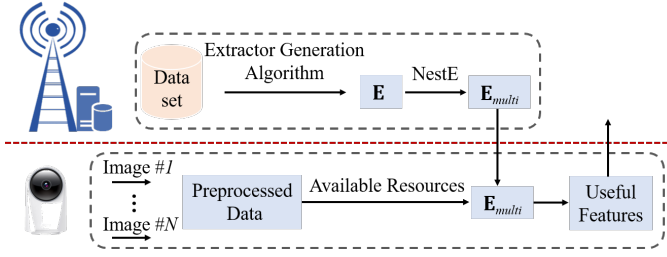 Extractor Generation
Algorithm
Data
set
E
NestE
E_multi
Image #1
⋮
Image #N
Preprocessed
Data
Available Resources
E_multi
Useful
Features